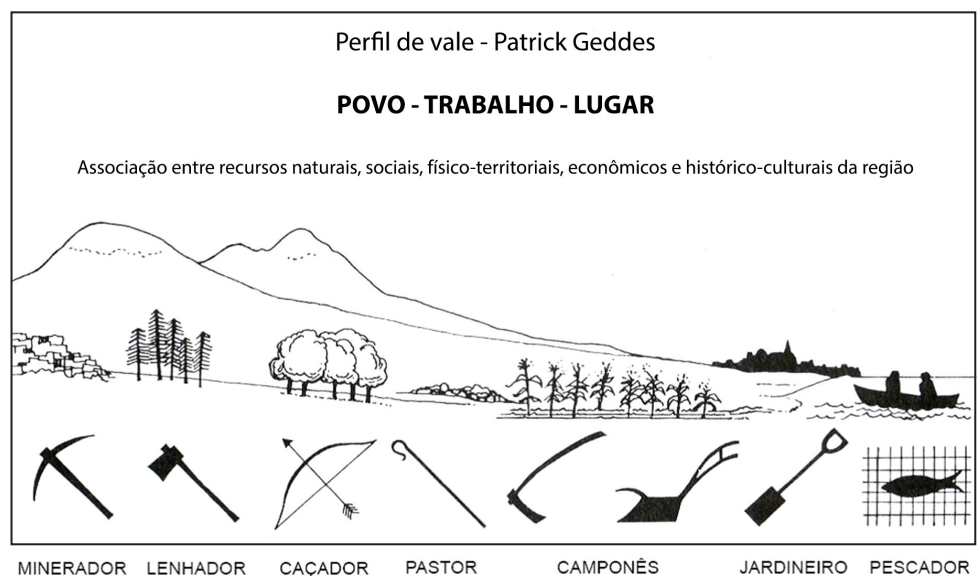 Perfil de vale - Patrick Geddes
POVO - TRABALHO - LUGAR
Associação entre recursos naturais, sociais, físico-territoriais, econômicos e histórico-culturais da região
MINERADOR LENHADOR CAÇADOR PASTOR CAMPONÊS JARDINEIRO PESCADOR